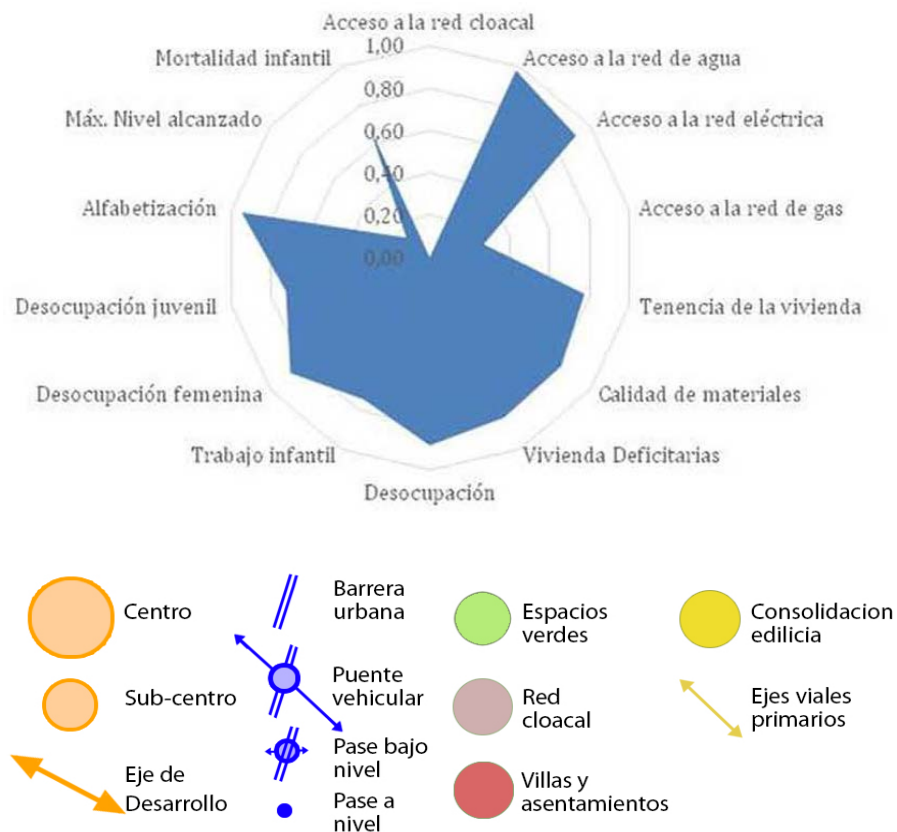 Acceso a la red cloacal
1,00
Mortalidad infantil
Acceso a la red de agua
0,80
Máx. Nivel alcanzado
Acceso a la red eléctrica
0,60
0,40
Alfabetización
0,20
Acceso a la red de gas
0,00
Desocupación juvenil
Tenencia de la vivienda
Desocupación femenina
Calidad de materiales
Trabajo infantil
Vivienda Deficitarias
Desocupación
Centro
Sub-centro
Eje de
Desarrollo
Barrera
urbana
Puente
vehicular
Pase bajo
nivel
Pase a
nivel
Espacios
verdes
Red
cloacal
Villas y
asentamientos
Consolidacion
edilicia
Ejes viales
primarios